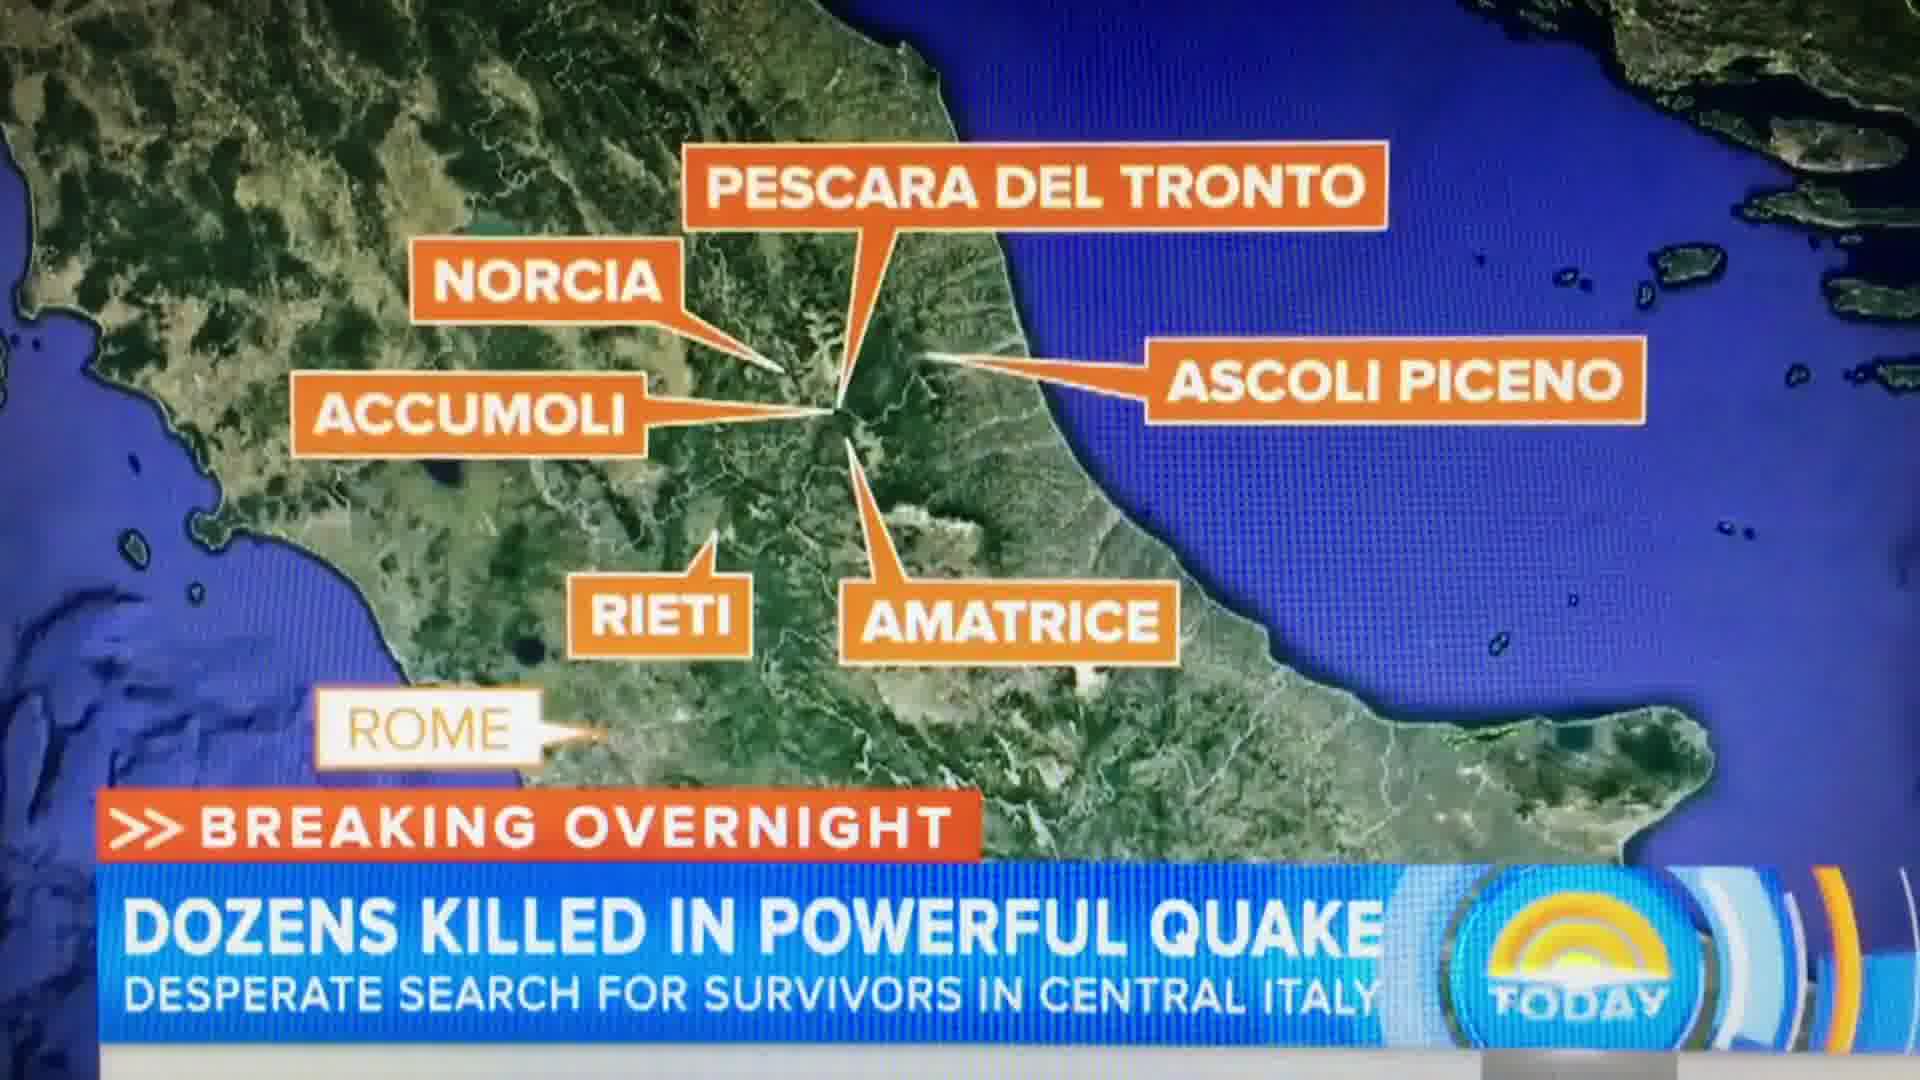 PESCARA DEL TRONTO
NORCIA
ASCOLI PICENO
ACCUMOLI
RIETI
AMATRICE
ROME
>> BREAKING OVERNIGHT
DOZENS KILLED IN POWERFUL QUAKE
DESPERATE SEARCH FOR SURVIVORS IN CENTRAL ITALY
TODAY